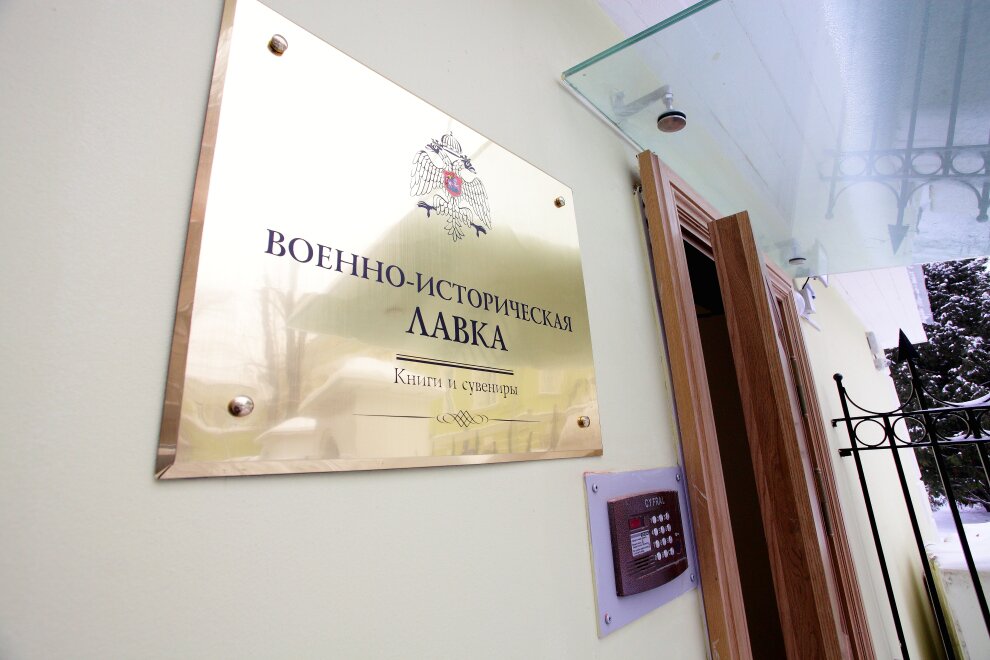 ВОЕННО-ИСТОРИЧЕСКАЯ
ЛАВКА
Книги и сувениры
CYFRAL